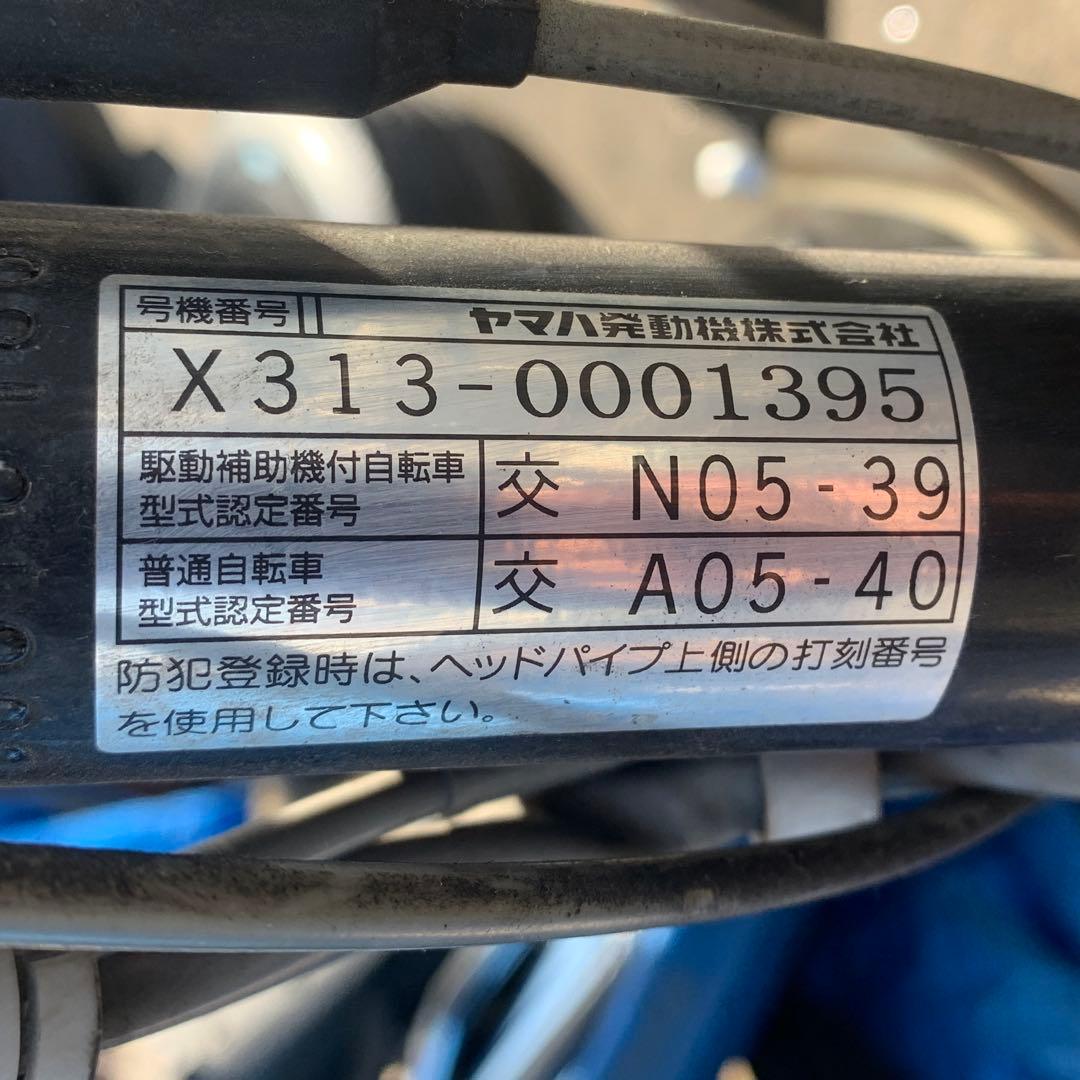 号機番号 ヤマハ発動機株式会社
X313-0001395
駆動補助機付自転車
型式認定番号
交 N05-39
普通自転車
型式認定番号
交 A05-40
防犯登録時は、ヘッドパイプ上側の打刻番号
を使用して下さい。